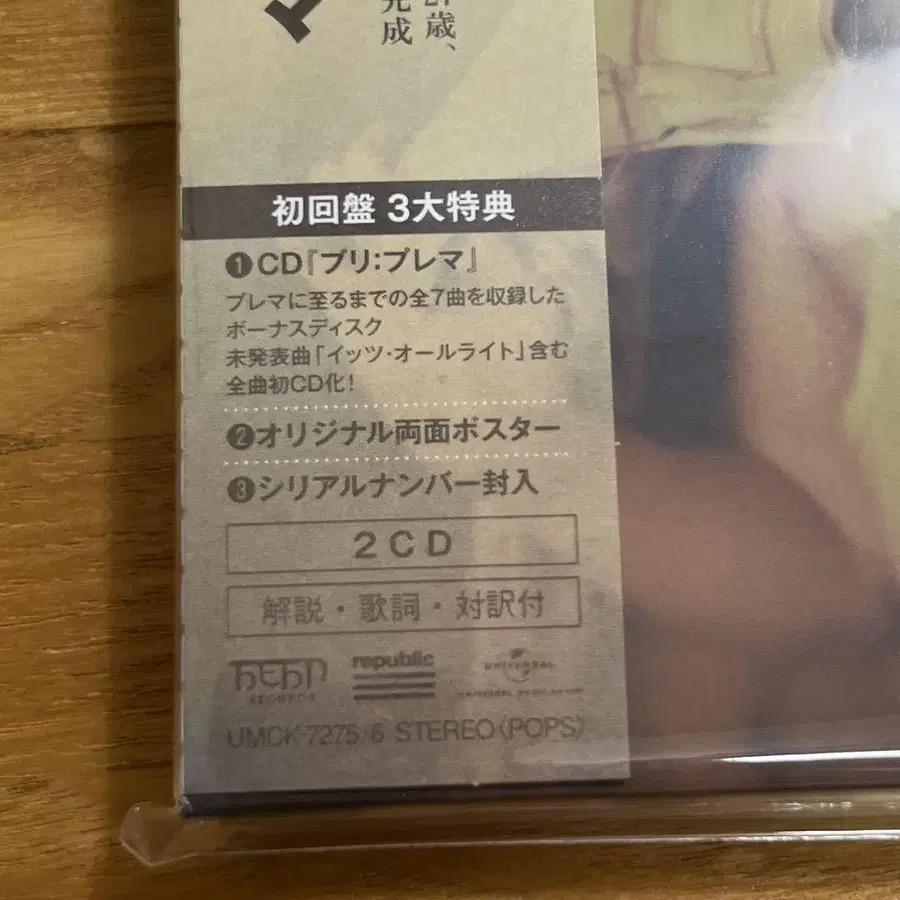 歳、
完成
初回盤 3大特典
❶CD『プリ:プレマ』
プレマに至るまでの全7曲を収録した
ボーナスディスク
未発表曲「イッツ・オールライト」含む
全曲初CD化!
❷オリジナル両面ポスター
❸シリアルナンバー封入
2CD
解説・歌詞・対訳付
RECORDS
republic
UNIVERSAL
UNIVERSAL MUSIC
UMCK-7275/6 STEREO〈POPS〉